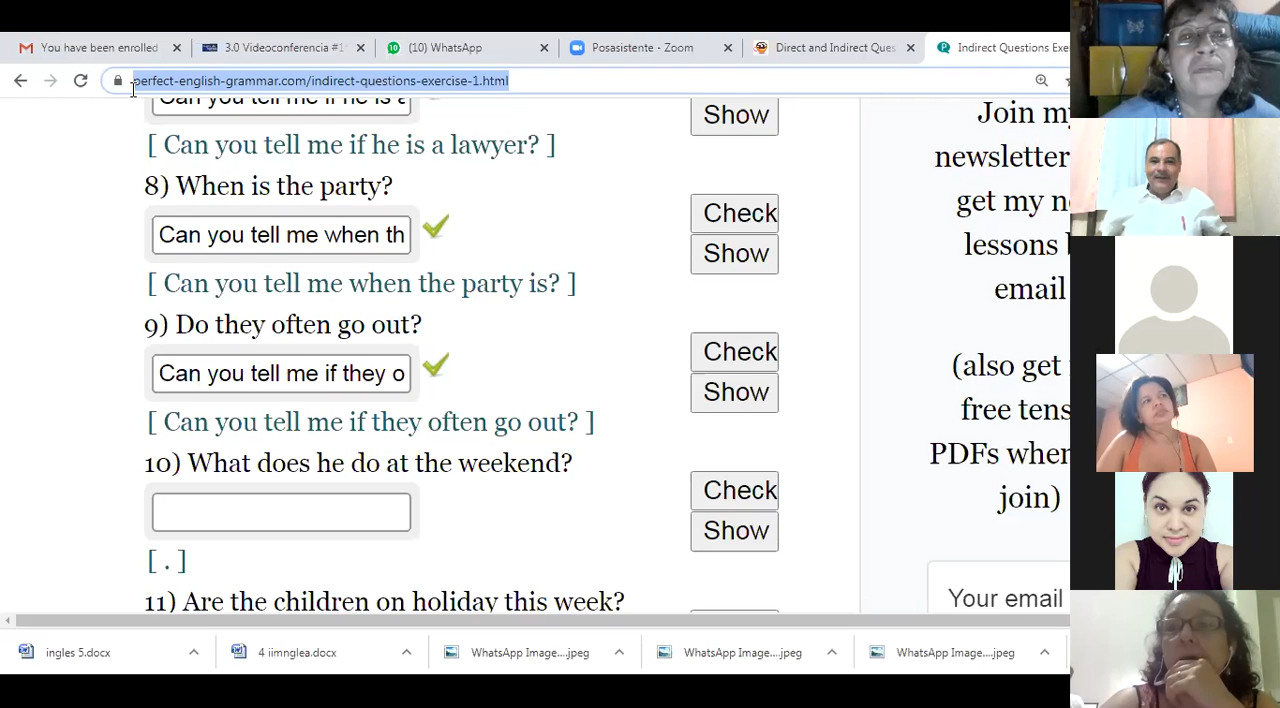 You have been enrolled
3.0 Videoconferencia #1
(10) WhatsApp
Posasistente - Zoom
Direct and Indirect Que
Indirect Questions Exe
perfect-english-grammar.com/indirect-questions-exercise-1.html
Show
[ Can you tell me if he is a lawyer? ]
8) When is the party?
Can you tell me when th
Check
Show
[ Can you tell me when the party is? ]
9) Do they often go out?
Can you tell me if they o
Check
Show
[ Can you tell me if they often go out? ]
10) What does he do at the weekend?
Check
Show
[ . ]
11) Are the children on holiday this week?
Join my
newsletter
get my n
lessons
email
(also get
free tens
PDFs when
join)
Your email
ingles 5.docx
4 iimnglea.docx
WhatsApp Image....jpeg
WhatsApp Image....jpeg
WhatsApp Image....jpeg